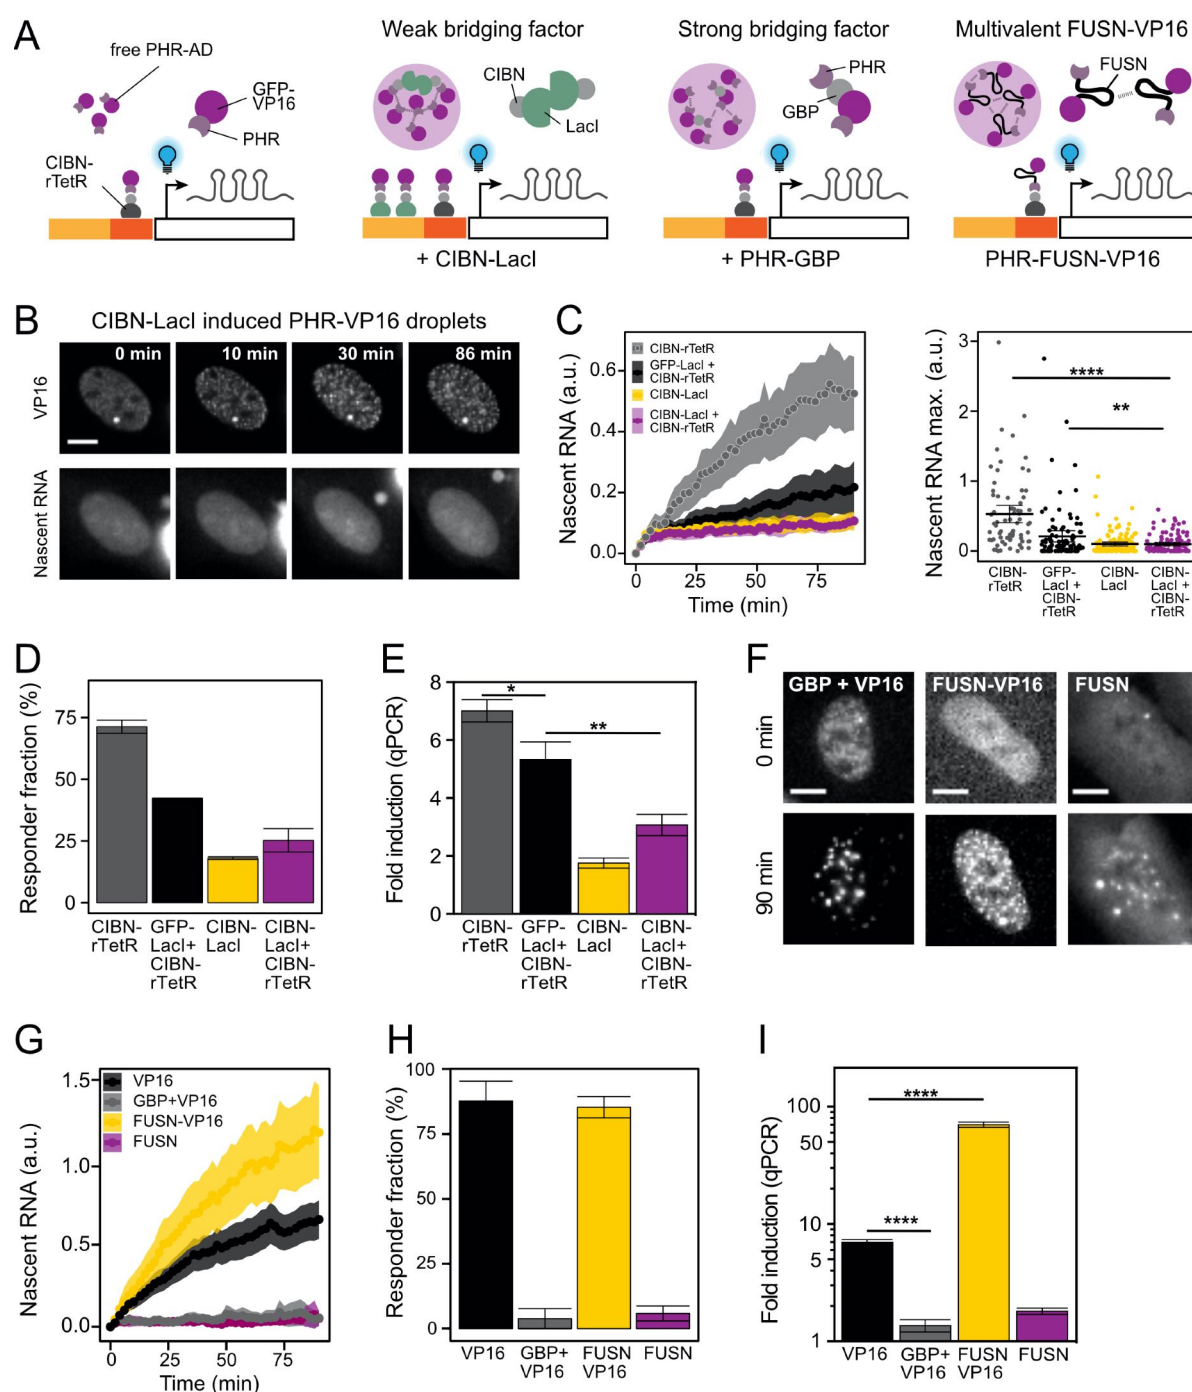 A
free PHR-AD
GFP-
VP16
PHR
CIBN-
rTetR
Weak bridging factor
CIBN
LacI
+ CIBN-LacI
Strong bridging factor
PHR
GBP
+ PHR-GBP
Multivalent FUSN-VP16
FUSN
PHR-FUSN-VP16
B
CIBN-LacI induced PHR-VP16 droplets
VP16
0 min
10 min
30 min
86 min
Nascent RNA
C
Nascent RNA (a.u.)
0.6
0.4
0.2
0.0
CIBN-rTetR
GFP-LacI +
CIBN-rTetR
CIBN-LacI
CIBN-LacI +
CIBN-rTetR
0
25
50
75
Time (min)
Nascent RNA max. (a.u.)
3
2
1
0
****
**
CIBN-
rTetR
GFP-
LacI +
CIBN-
rTetR
CIBN-
LacI
CIBN-
LacI +
CIBN-
rTetR
D
Responder fraction (%)
75
50
25
0
CIBN-
rTetR
GFP-
LacI+
CIBN-
rTetR
CIBN-
LacI
CIBN-
LacI+
CIBN-
rTetR
E
Fold induction (qPCR)
8
6
4
2
0
*
**
CIBN-
rTetR
GFP-
LacI+
CIBN-
rTetR
CIBN-
LacI
CIBN-
LacI+
CIBN-
rTetR
F
GBP + VP16
FUSN-VP16
FUSN
0 min
90 min
G
Nascent RNA (a.u.)
1.5
1.0
0.5
0.0
VP16
GBP+VP16
FUSN-VP16
FUSN
0
25
50
75
Time (min)
H
Responder fraction (%)
100
75
50
25
0
VP16
GBP+
VP16
FUSN
VP16
FUSN
I
Fold induction (qPCR)
100
50
10
5
1
****
****
VP16
GBP+
VP16
FUSN
VP16
FUSN